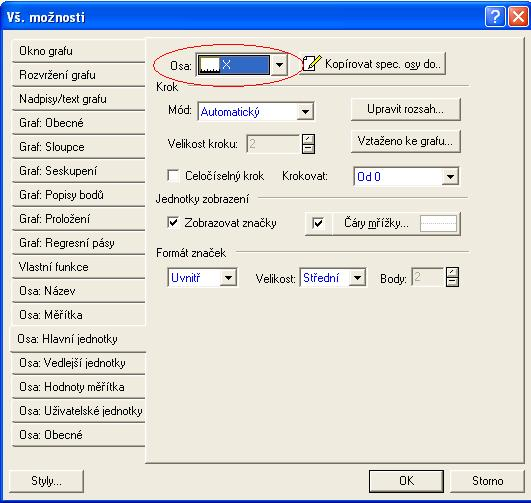 Vš. možnosti
Okno grafu
Rozvržení grafu
Nadpisy/text grafu
Graf: Obecné
Graf: Sloupce
Graf: Seskupení
Graf: Popisy bodů
Graf: Proložení
Graf: Regresní pásy
Vlastní funkce
Osa: Název
Osa: Měřítka
Osa: Hlavní jednotky
Osa: Vedlejší jednotky
Osa: Hodnoty měřítka
Osa: Uživatelské jednotky
Osa: Obecné
Osa: X Kopírovat spec. osy do..
Krok
Mód: Automatický Upravit rozsah...
Velikost kroku: 2 Vztaženo ke grafu...
Celočíselný krok Krokovat: Od 0
Jednotky zobrazení
Zobrazovat značky Čáry mřížky...
Formát značek
Uvnitř Velikost: Střední Body: 2
Styly... OK Storno